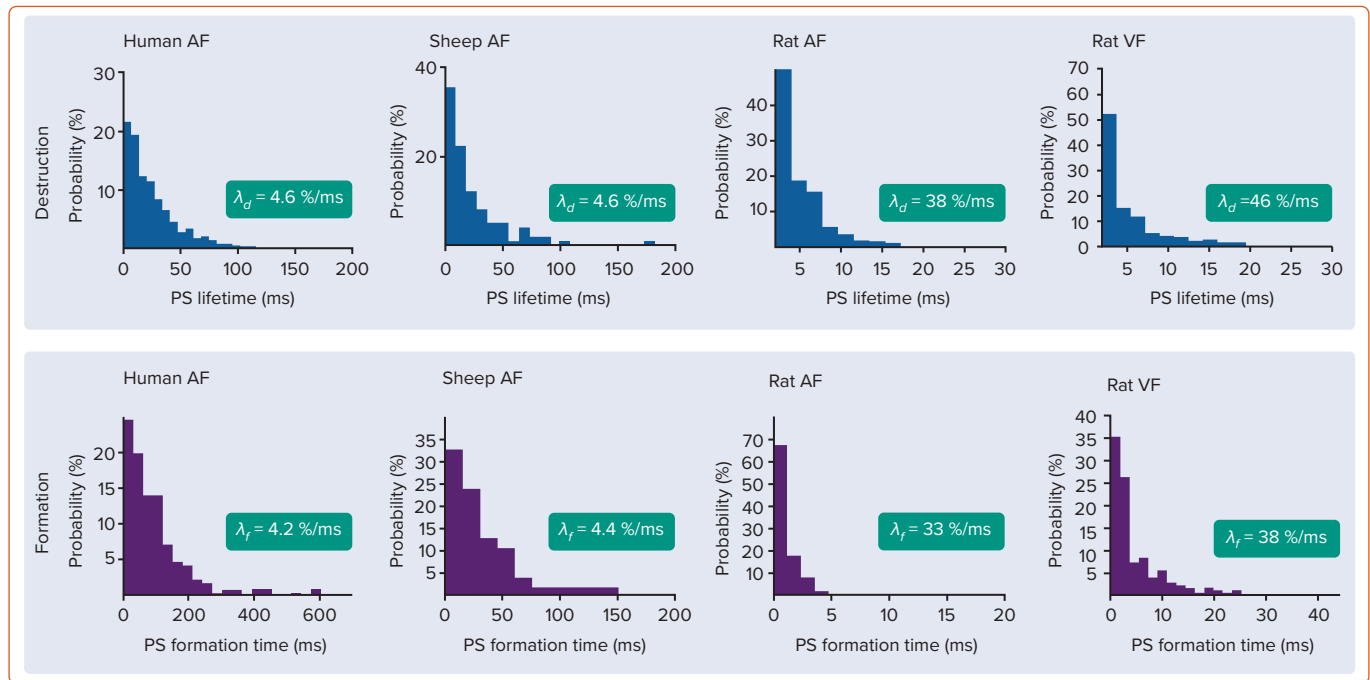 Human AF
Sheep AF
Rat AF
Rat VF
Destruction
Probability (%)
30
20
10
0
50
100
150
200
PS lifetime (ms)
λd = 4.6 %/ms
Probability (%)
40
20
0
50
100
150
200
PS lifetime (ms)
λd = 4.6 %/ms
Probability (%)
40
30
20
10
5
10
15
20
25
30
PS lifetime (ms)
λd = 38 %/ms
Probability (%)
70
60
50
40
30
20
10
0
5
10
15
20
25
30
PS lifetime (ms)
λd =46 %/ms
Human AF
Sheep AF
Rat AF
Rat VF
Formation
Probability (%)
20
15
10
5
0
200
400
600
PS formation time (ms)
λf = 4.2 %/ms
Probability (%)
35
30
25
20
15
10
5
0
50
100
150
200
PS formation time (ms)
λf = 4.4 %/ms
Probability (%)
70
60
50
40
30
20
10
0
5
10
15
20
PS formation time (ms)
λf = 33 %/ms
Probability (%)
40
35
30
25
20
15
10
5
0
10
20
30
40
PS formation time (ms)
λf = 38 %/ms